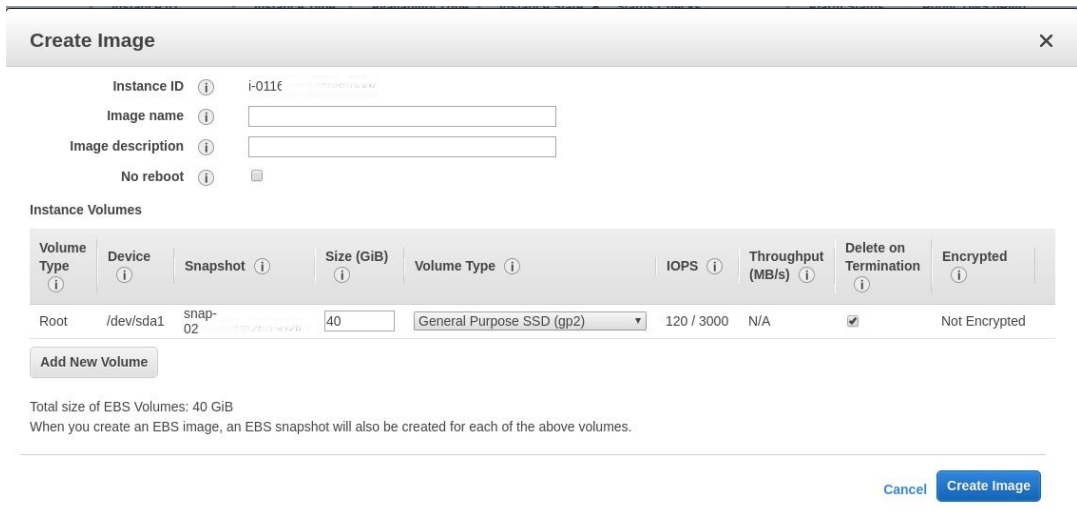 Create Image
Instance ID
i-0116
Image name
Image description
No reboot
Instance Volumes
Volume Type Device Snapshot Size (GiB) Volume Type IOPS Throughput (MB/s) Delete on Termination Encrypted
Root /dev/sda1 snap-02 40 General Purpose SSD (gp2) 120 / 3000 N/A Not Encrypted
Add New Volume
Total size of EBS Volumes: 40 GiB
When you create an EBS image, an EBS snapshot will also be created for each of the above volumes.
Cancel Create Image